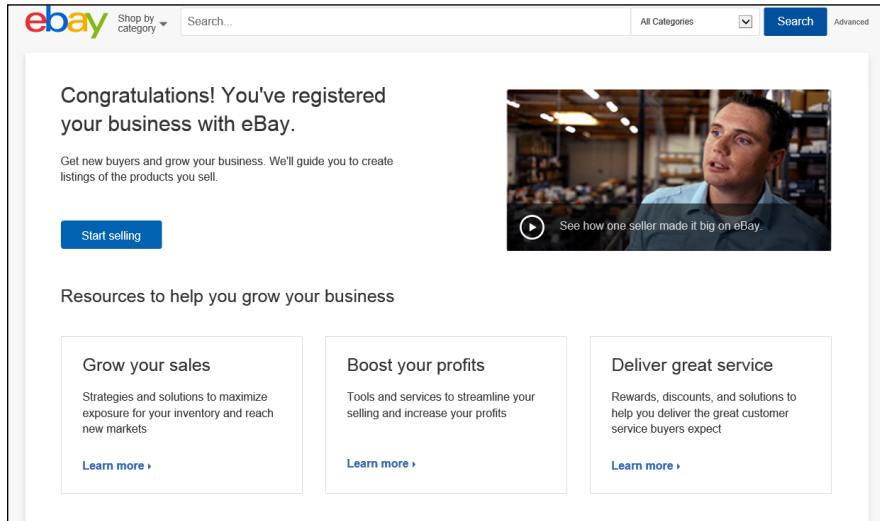 ebay
Shop by
category
Search...
All Categories
Search
Advanced
Congratulations! You've registered
your business with eBay.
Get new buyers and grow your business. We'll guide you to create
listings of the products you sell.
Start selling
See how one seller made it big on eBay.
Resources to help you grow your business
Grow your sales
Strategies and solutions to maximize
exposure for your inventory and reach
new markets
Learn more
Boost your profits
Tools and services to streamline your
selling and increase your profits
Learn more
Deliver great service
Rewards, discounts, and solutions to
help you deliver the great customer
service buyers expect
Learn more